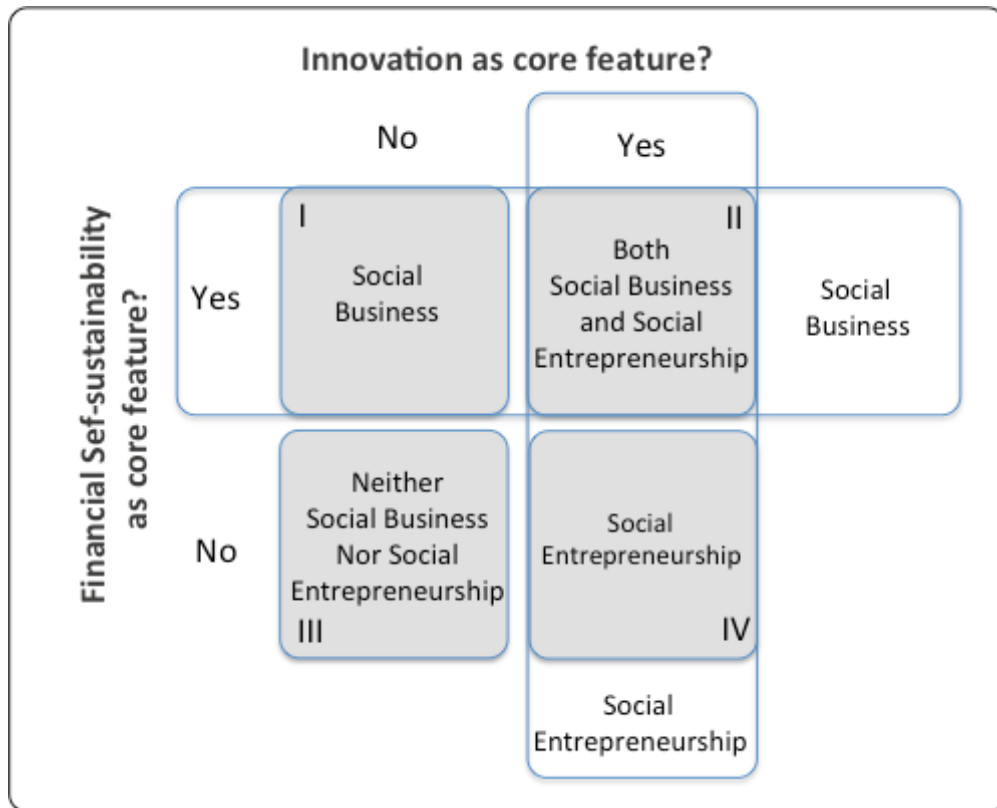 Innovation as core feature?
No
Yes
Financial Sef-sustainability
as core feature?
Yes
I
Social
Business
II
Both
Social Business
and Social
Entrepreneurship
Social
Business
No
Neither
Social Business
Nor Social
Entrepreneurship
III
Social
Entrepreneurship
IV
Social
Entrepreneurship